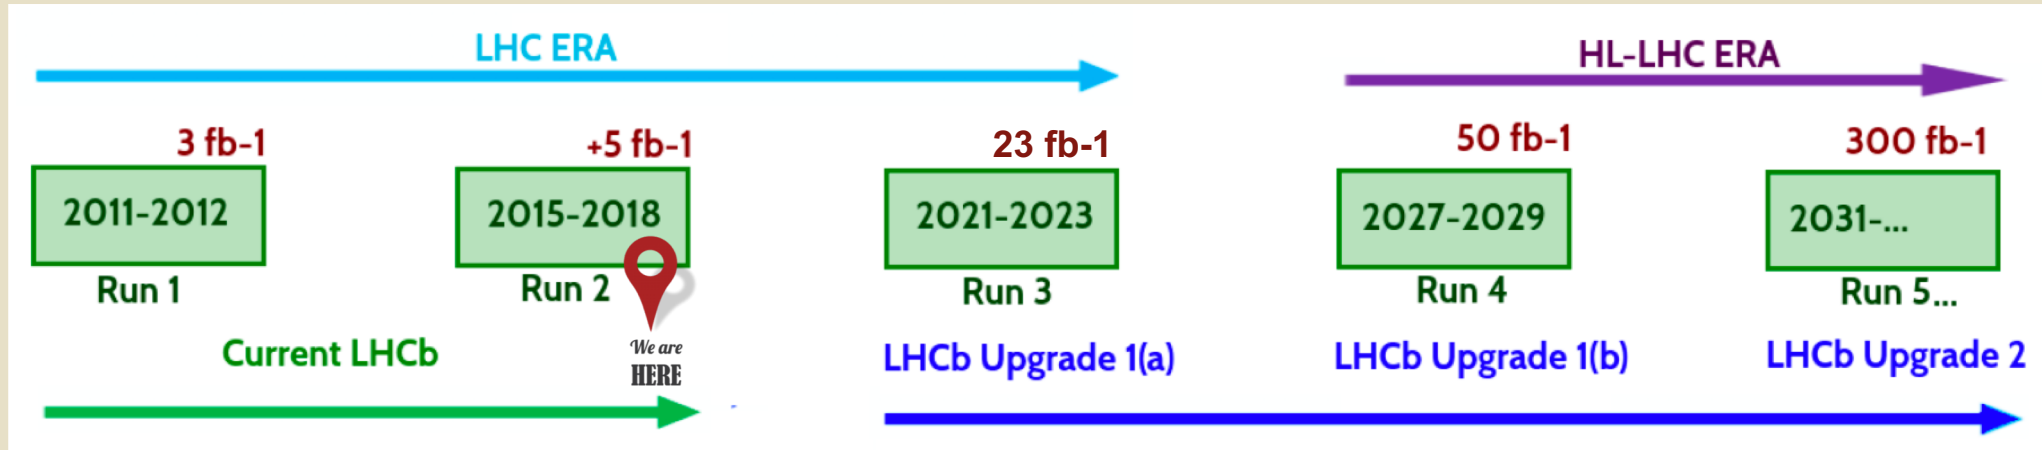 LHC ERA
HL-LHC ERA
3 fb-1
+5 fb-1
23 fb-1
50 fb-1
300 fb-1
2011-2012
2015-2018
2021-2023
2027-2029
2031-...
Run 1
Run 2
Run 3
Run 4
Run 5...
Current LHCb
We are
HERE
LHCb Upgrade 1(a)
LHCb Upgrade 1(b)
LHCb Upgrade 2